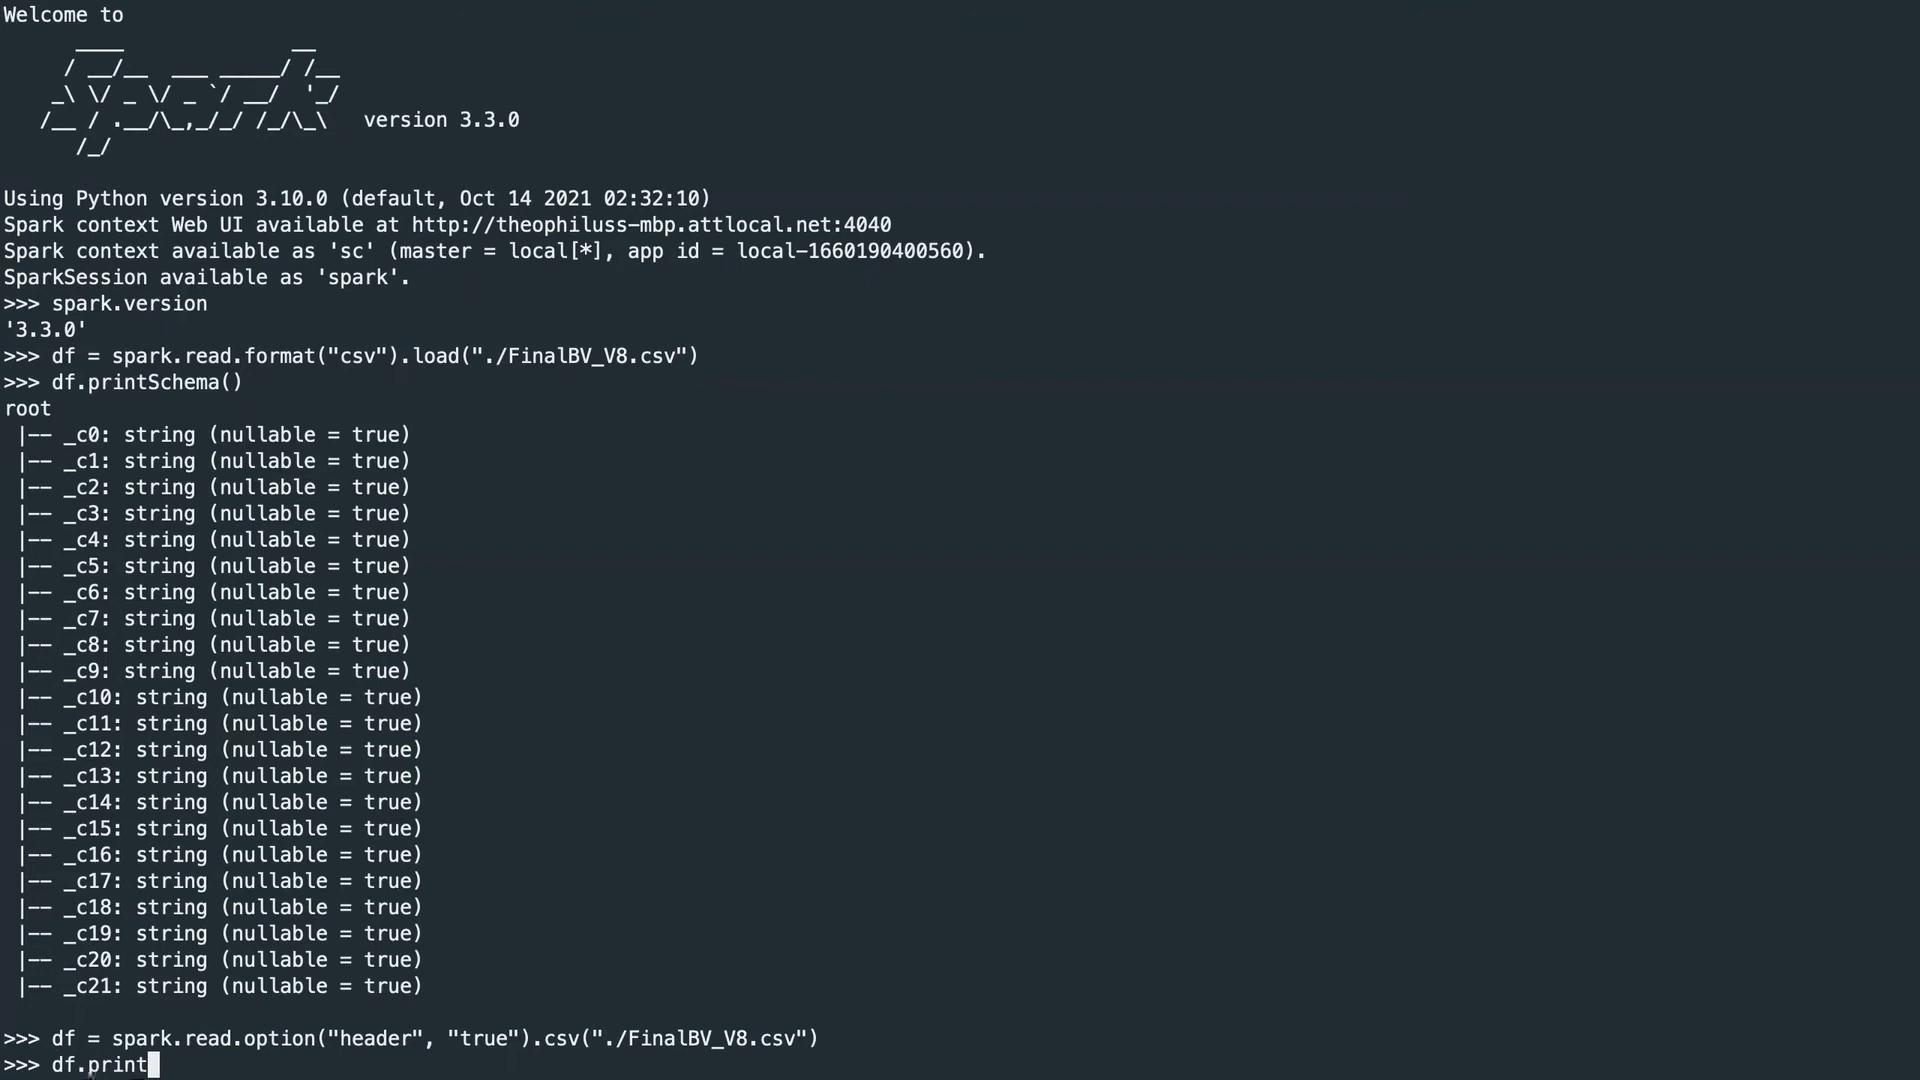 Welcome to
      ____              __
     / __/__  ___ _____/ /__
    _\ \/ _ \/ _ `/ __/  '_/
   /__ / .__/\_,_/_/ /_/\_\   version 3.3.0
      /_/
Using Python version 3.10.0 (default, Oct 14 2021 02:32:10)
Spark context Web UI available at http://theophiluss-mbp.attlocal.net:4040
Spark context available as 'sc' (master = local[*], app id = local-1660190400560).
SparkSession available as 'spark'.
>>> spark.version
'3.3.0'
>>> df = spark.read.format("csv").load("./FinalBV_V8.csv")
>>> df.printSchema()
root
 |-- _c0: string (nullable = true)
 |-- _c1: string (nullable = true)
 |-- _c2: string (nullable = true)
 |-- _c3: string (nullable = true)
 |-- _c4: string (nullable = true)
 |-- _c5: string (nullable = true)
 |-- _c6: string (nullable = true)
 |-- _c7: string (nullable = true)
 |-- _c8: string (nullable = true)
 |-- _c9: string (nullable = true)
 |-- _c10: string (nullable = true)
 |-- _c11: string (nullable = true)
 |-- _c12: string (nullable = true)
 |-- _c13: string (nullable = true)
 |-- _c14: string (nullable = true)
 |-- _c15: string (nullable = true)
 |-- _c16: string (nullable = true)
 |-- _c17: string (nullable = true)
 |-- _c18: string (nullable = true)
 |-- _c19: string (nullable = true)
 |-- _c20: string (nullable = true)
 |-- _c21: string (nullable = true)
>>> df = spark.read.option("header", "true").csv("./FinalBV_V8.csv")
>>> df.print